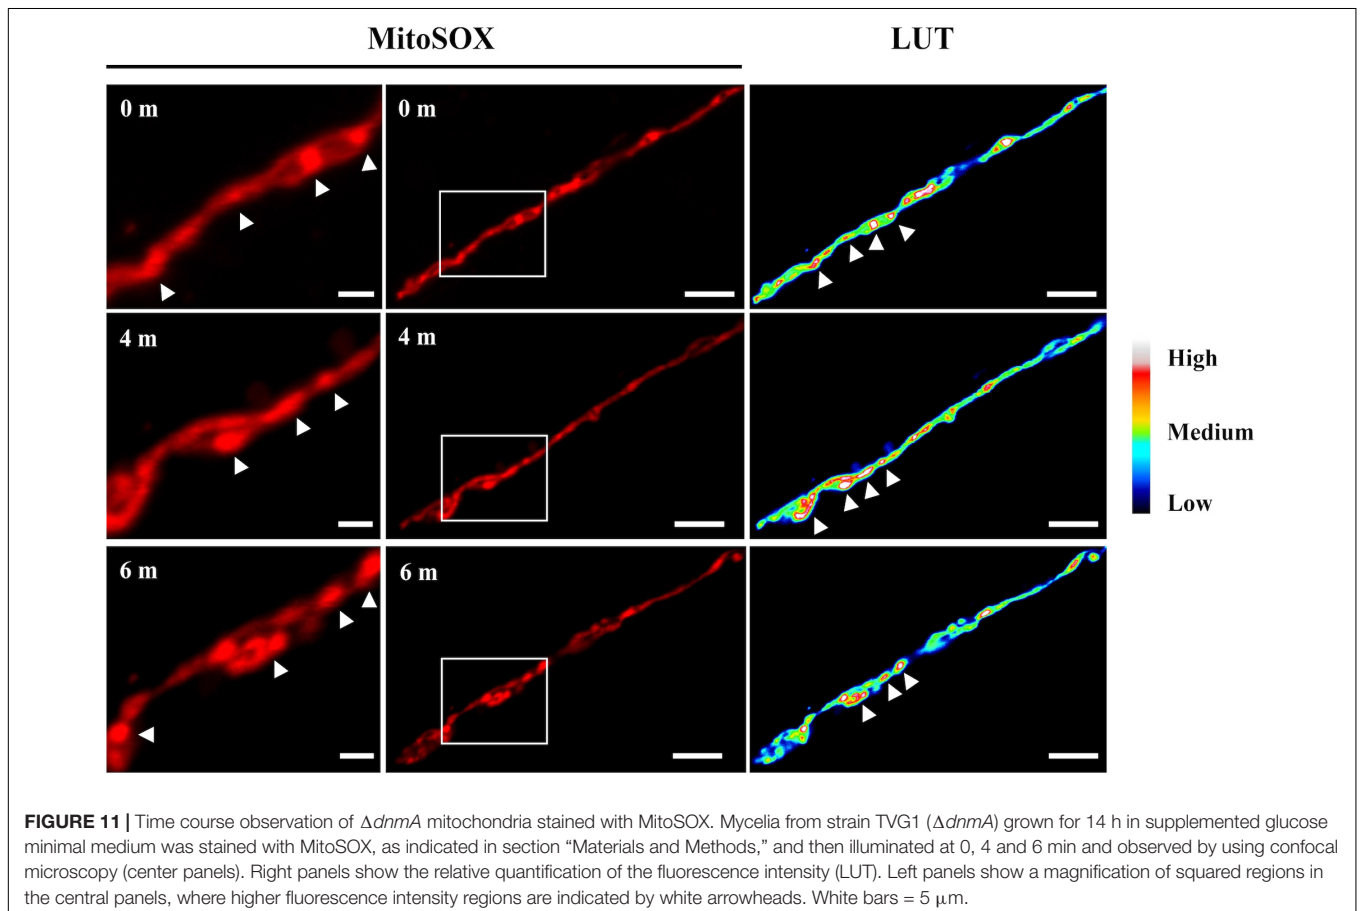 MitoSOX
LUT
0 m
0 m
4 m
4 m
6 m
6 m
High
Medium
Low
FIGURE 11 | Time course observation of ΔdnmA mitochondria stained with MitoSOX. Mycelia from strain TVG1 (ΔdnmA) grown for 14 h in supplemented glucose
minimal medium was stained with MitoSOX, as indicated in section “Materials and Methods,” and then illuminated at 0, 4 and 6 min and observed by using confocal
microscopy (center panels). Right panels show the relative quantification of the fluorescence intensity (LUT). Left panels show a magnification of squared regions in
the central panels, where higher fluorescence intensity regions are indicated by white arrowheads. White bars = 5 μm.